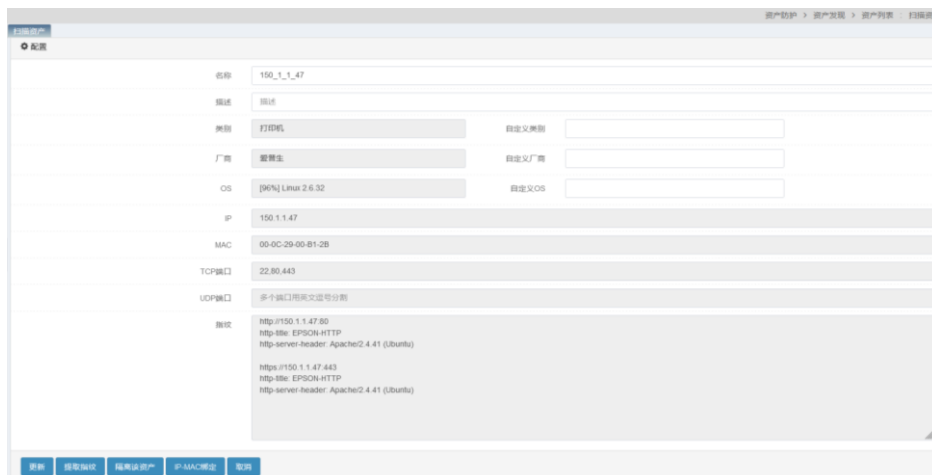 资产防护 > 资产发现 > 资产列表 | 扫描资
扫描资产
配置
名称 150_1_1_47
描述 描述
类别 打印机 自定义类别
厂商 爱普生 自定义厂商
OS [96%] Linux 2.6.32 自定义OS
IP 150.1.1.47
MAC 00-0C-29-00-B1-2B
TCP端口 22,80,443
UDP端口 多个端口用英文逗号分割
指纹 http://150.1.1.47:80
http-title: EPSON-HTTP
http-server-header: Apache/2.4.41 (Ubuntu)
https://150.1.1.47:443
http-title: EPSON-HTTP
http-server-header: Apache/2.4.41 (Ubuntu)
更新 提取指纹 隔离该资产 IP-MAC绑定 取消